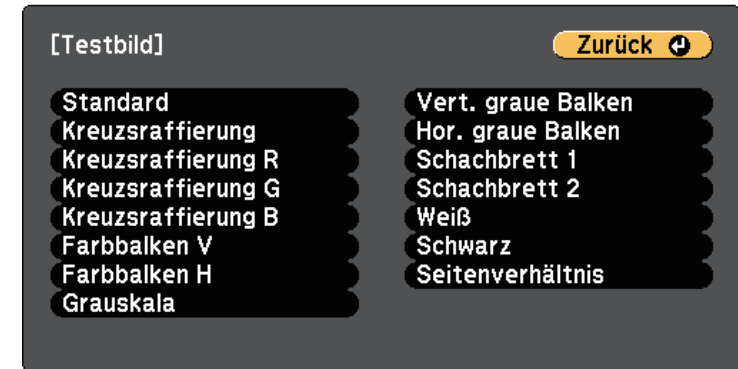 [Testbild]
Zurück
Standard
Kreuzsraffierung
Kreuzsraffierung R
Kreuzsraffierung G
Kreuzsraffierung B
Farbbalken V
Farbbalken H
Grauskala
Vert. graue Balken
Hor. graue Balken
Schachbrett 1
Schachbrett 2
Weiß
Schwarz
Seitenverhältnis